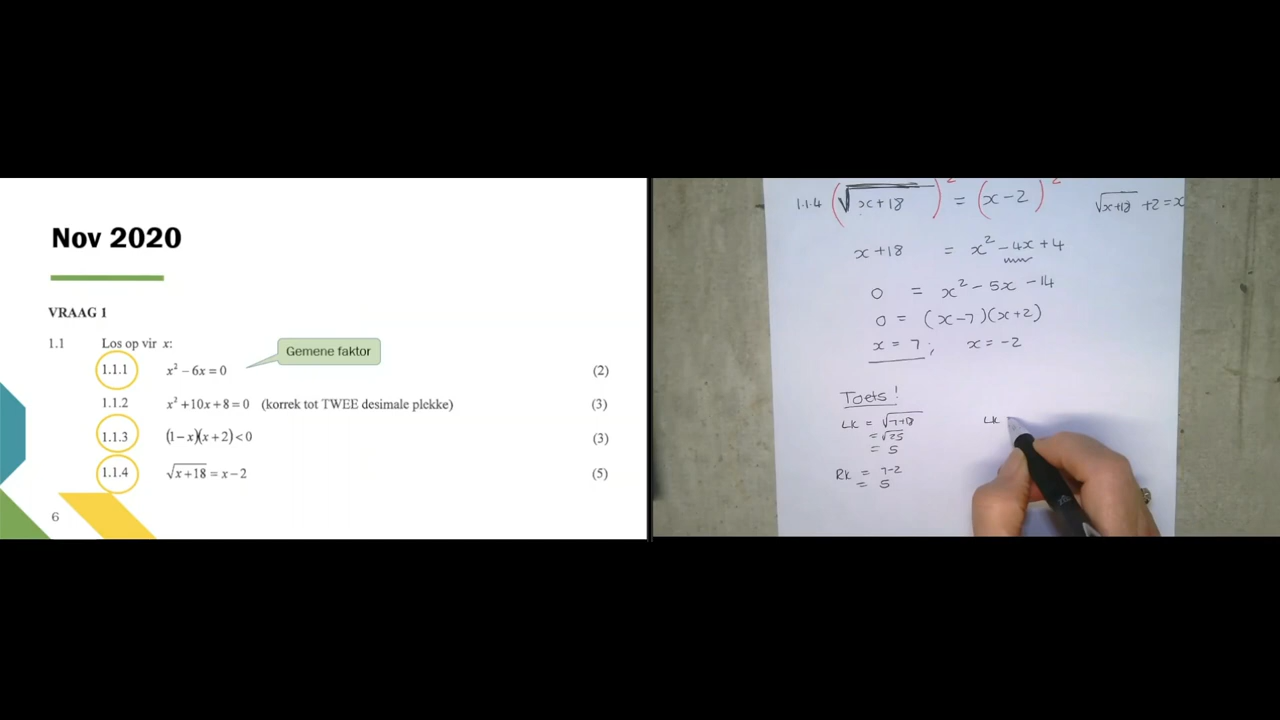 Nov 2020
VRAAG 1
1.1 Los op vir x:
Gemene faktor
1.1.1 x² – 6x = 0 (2)
1.1.2 x² + 10x + 8 = 0 (korrek tot TWEE desimale plekke) (3)
1.1.3 (1 – x)(x + 2) < 0 (3)
1.1.4 √(x + 18) = x – 2 (5)
6
1.1.4 (√(x+18))² = (x – 2)²
√(x+18) + 2 = x
x + 18 = x² – 4x + 4
0 = x² – 5x – 14
0 = (x – 7)(x + 2)
x = 7 ; x = –2
Toets!
LK = √(7+18)
= √25
= 5
RK = 7 – 2
= 5
LK